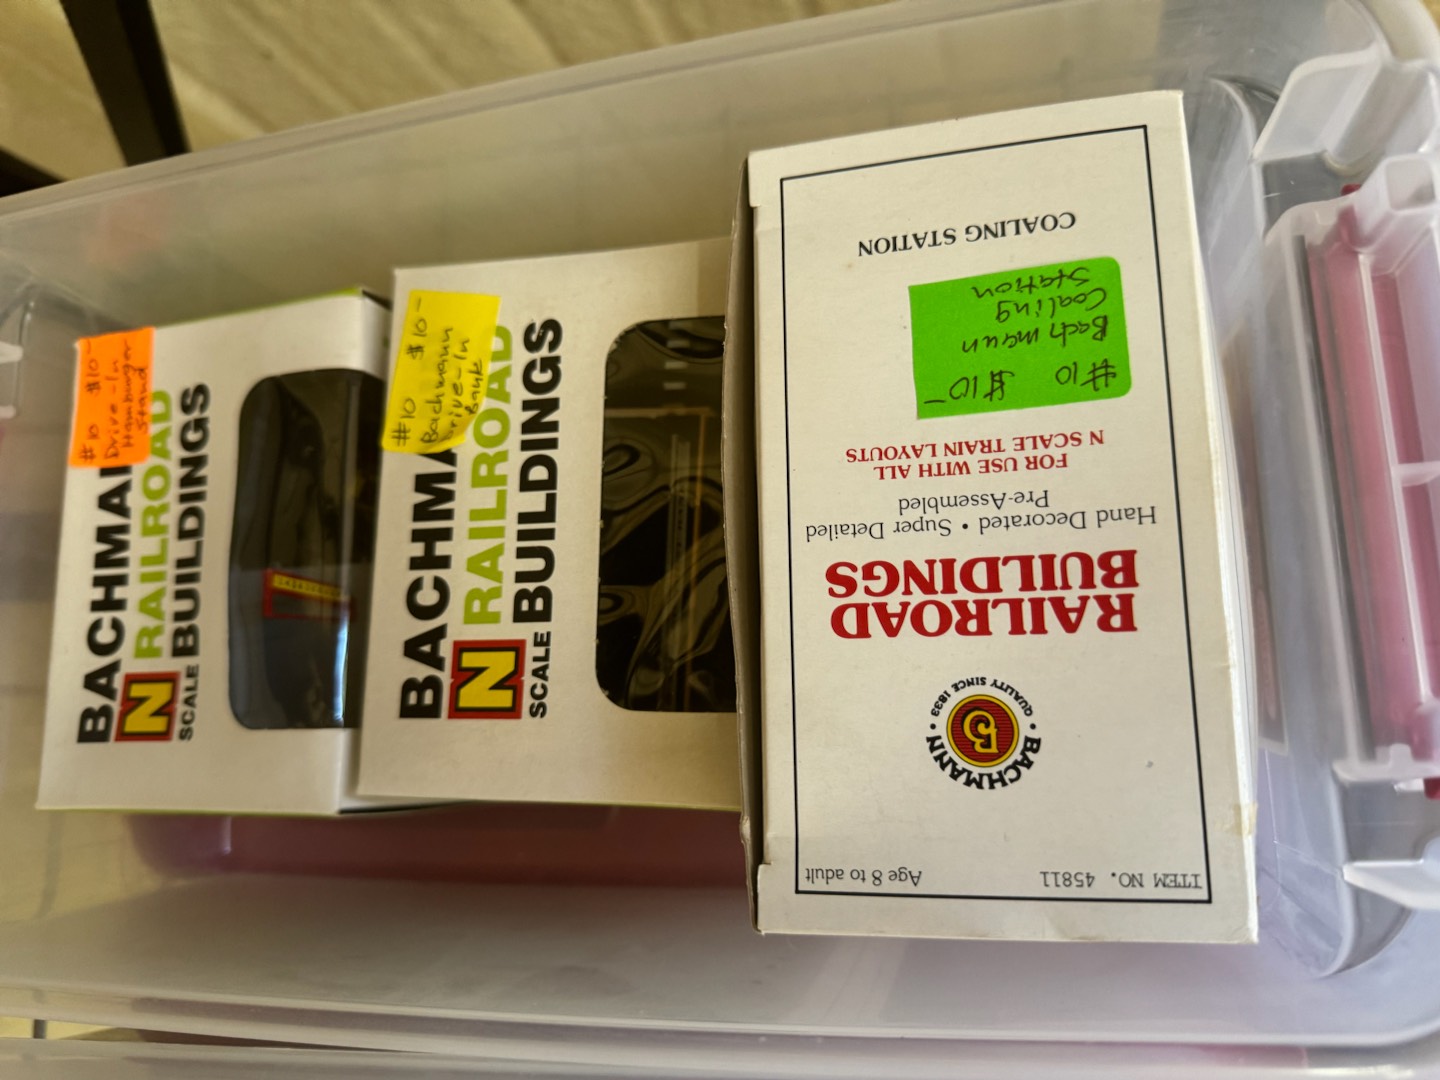 #10 $10-
Drive-In
Hamburger
Stand
BACHMA
N RAILROAD
SCALE BUILDINGS
#10 $10-
Bachmann
Drive-In
Bank
BACHMA
N RAILROAD
SCALE BUILDINGS
ITEM NO. 45811 Age 8 to adult
BACHMANN
• QUALITY SINCE 1833 •
B
RAILROAD
BUILDINGS
Hand Decorated • Super Detailed
Pre-Assembled
FOR USE WITH ALL
N SCALE TRAIN LAYOUTS
#10 $10-
Bachmann
Coaling
Station
COALING STATION